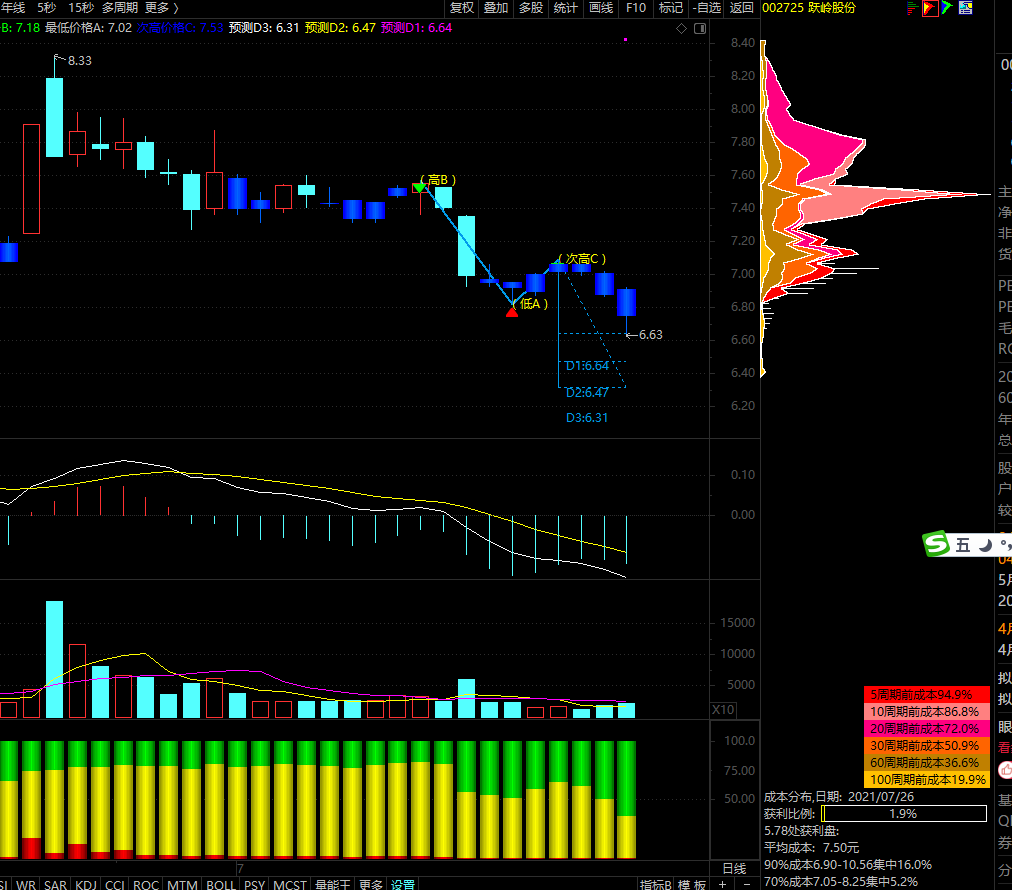 年线 5秒 15秒 多周期 更多 〉 复权 叠加 多股 统计 画线 F10 标记 -自选 返回 002725 跃岭股份
B: 7.18 最低价格A: 7.02 次高价格C: 7.53 预测D3: 6.31 预测D2: 6.47 预测D1: 6.64
8.40
8.33
8.20
8.00
7.80
7.60
(高B)
7.40
7.20
(次高C)
7.00
(低A)
6.80
6.63
6.60
D1:6.64
6.40
D2:6.47
6.20
D3:6.31
0.10
0.00
15000
10000
5000
X10
100.0
75.00
50.00
7
日线
SI WR SAR KDJ CCI ROC MTM BOLL PSY MCST 量能王 更多 设置 指标B 模板 + −
5周期前成本94.9%
10周期前成本86.8%
20周期前成本72.0%
30周期前成本50.9%
60周期前成本36.6%
100周期前成本19.9%
成本分布,日期: 2021/07/26
获利比例: 1.9%
5.78处获利盘:
平均成本: 7.50元
90%成本6.90-10.56集中16.0%
70%成本7.05-8.25集中5.2%
00
主
净
非
货
PE
PE
毛
RO
20
60
年
总
股
户
较
S 五
04
5月
20
4月
4月
拟
拟
眼
看
基
QI
券
分